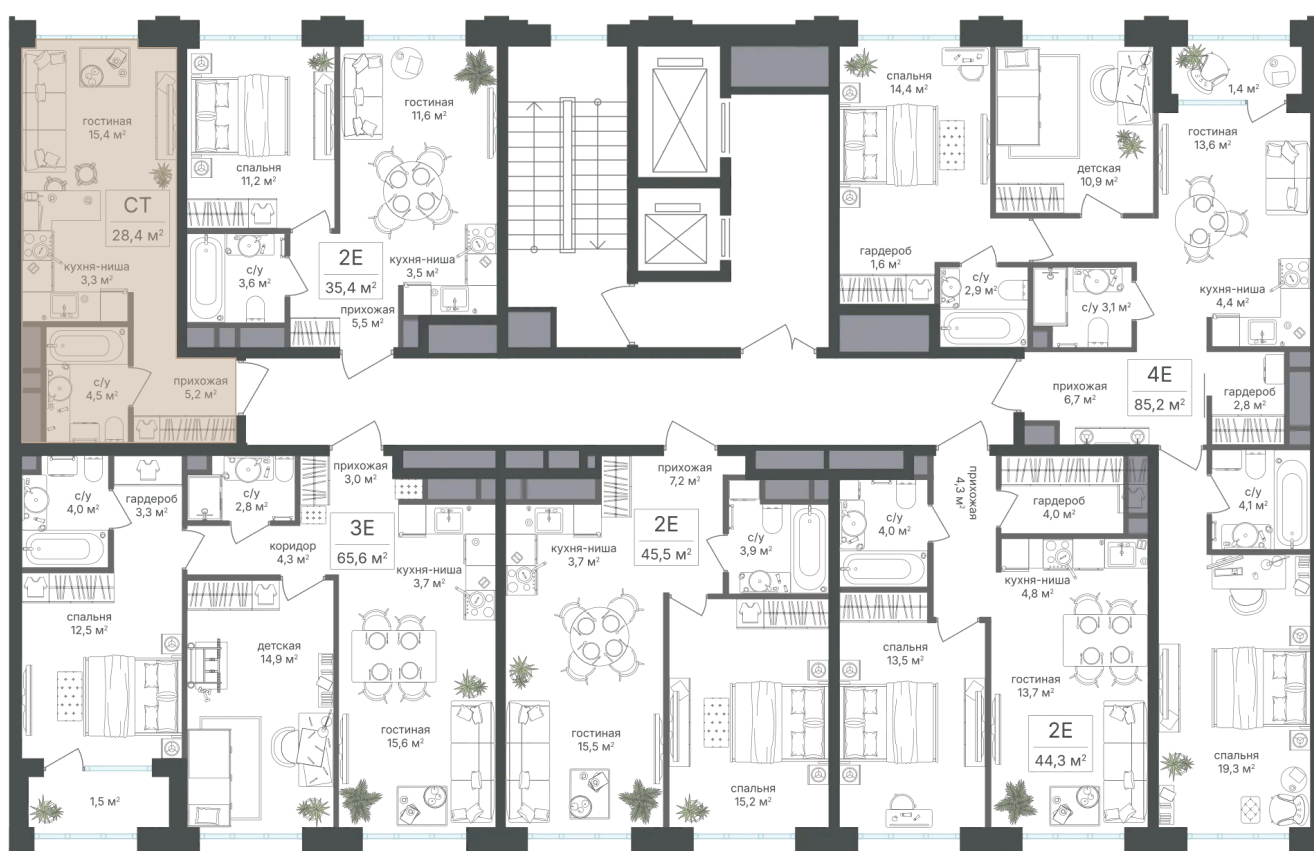 гостиная
15,4 м²
СТ
28,4 м²
кухня-ниша
3,3 м²
с/у
4,5 м²
прихожая
5,2 м²
спальня
11,2 м²
гостиная
11,6 м²
с/у
3,6 м²
2Е
35,4 м²
кухня-ниша
3,5 м²
прихожая
5,5 м²
спальня
14,4 м²
детская
10,9 м²
1,4 м²
гостиная
13,6 м²
гардероб
1,6 м²
с/у
2,9 м²
с/у 3,1 м²
кухня-ниша
4,4 м²
прихожая
6,7 м²
4Е
85,2 м²
гардероб
2,8 м²
с/у
4,1 м²
спальня
19,3 м²
с/у
4,0 м²
гардероб
3,3 м²
с/у
2,8 м²
прихожая
3,0 м²
коридор
4,3 м²
3Е
65,6 м²
кухня-ниша
3,7 м²
спальня
12,5 м²
детская
14,9 м²
гостиная
15,6 м²
1,5 м²
прихожая
7,2 м²
2Е
45,5 м²
кухня-ниша
3,7 м²
с/у
3,9 м²
гостиная
15,5 м²
спальня
15,2 м²
с/у
4,0 м²
прихожая
4,3 м²
гардероб
4,0 м²
кухня-ниша
4,8 м²
спальня
13,5 м²
гостиная
13,7 м²
2Е
44,3 м²